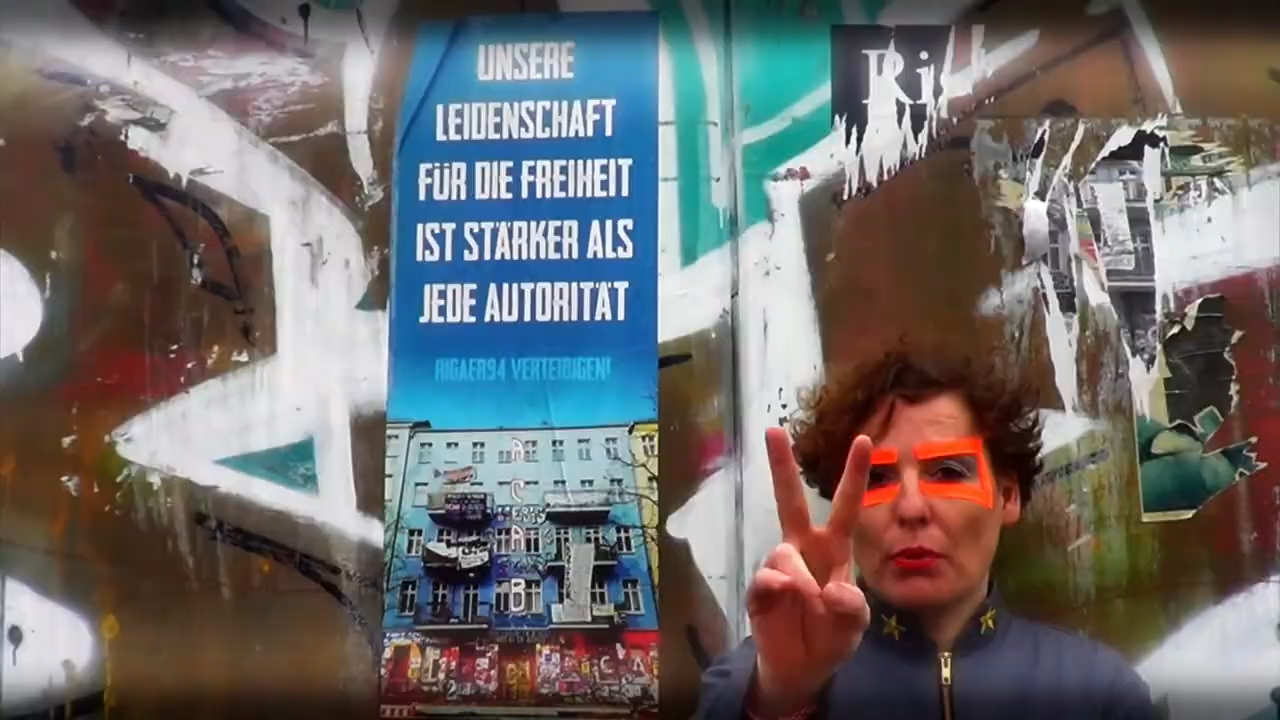 UNSERE
LEIDENSCHAFT
FÜR DIE FREIHEIT
IST STÄRKER ALS
JEDE AUTORITÄT
RIGAER94 VERTEIDIGEN!
A
C
A
B